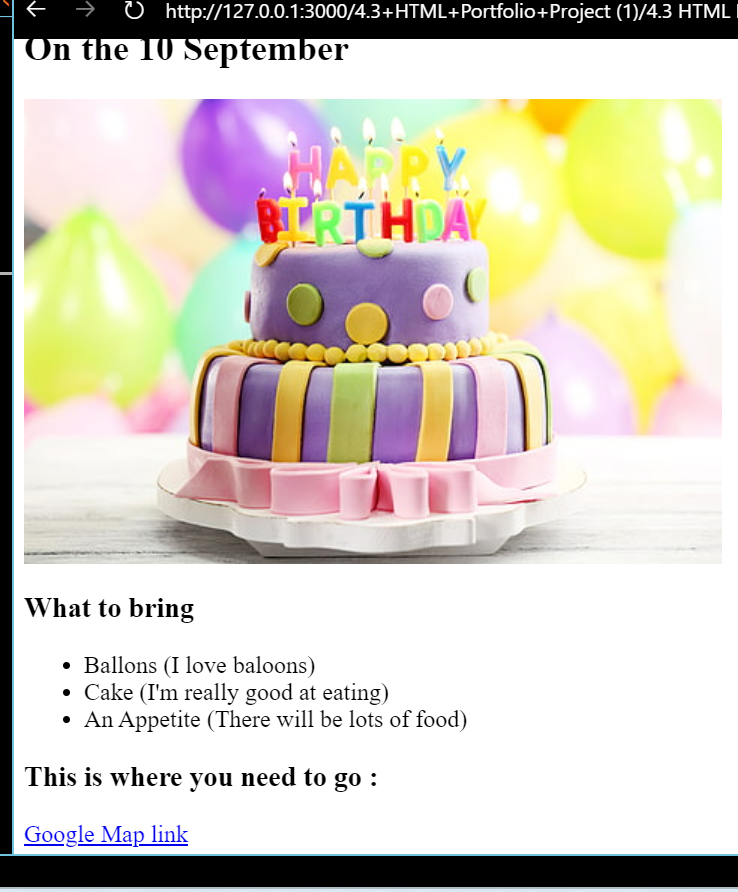 http://127.0.0.1:3000/4.3+HTML+Portfolio+Project (1)/4.3 HTML
On the 10 September
HAPPY
BIRTHDAY
What to bring
Ballons (I love baloons)
Cake (I'm really good at eating)
An Appetite (There will be lots of food)
This is where you need to go :
Google Map link